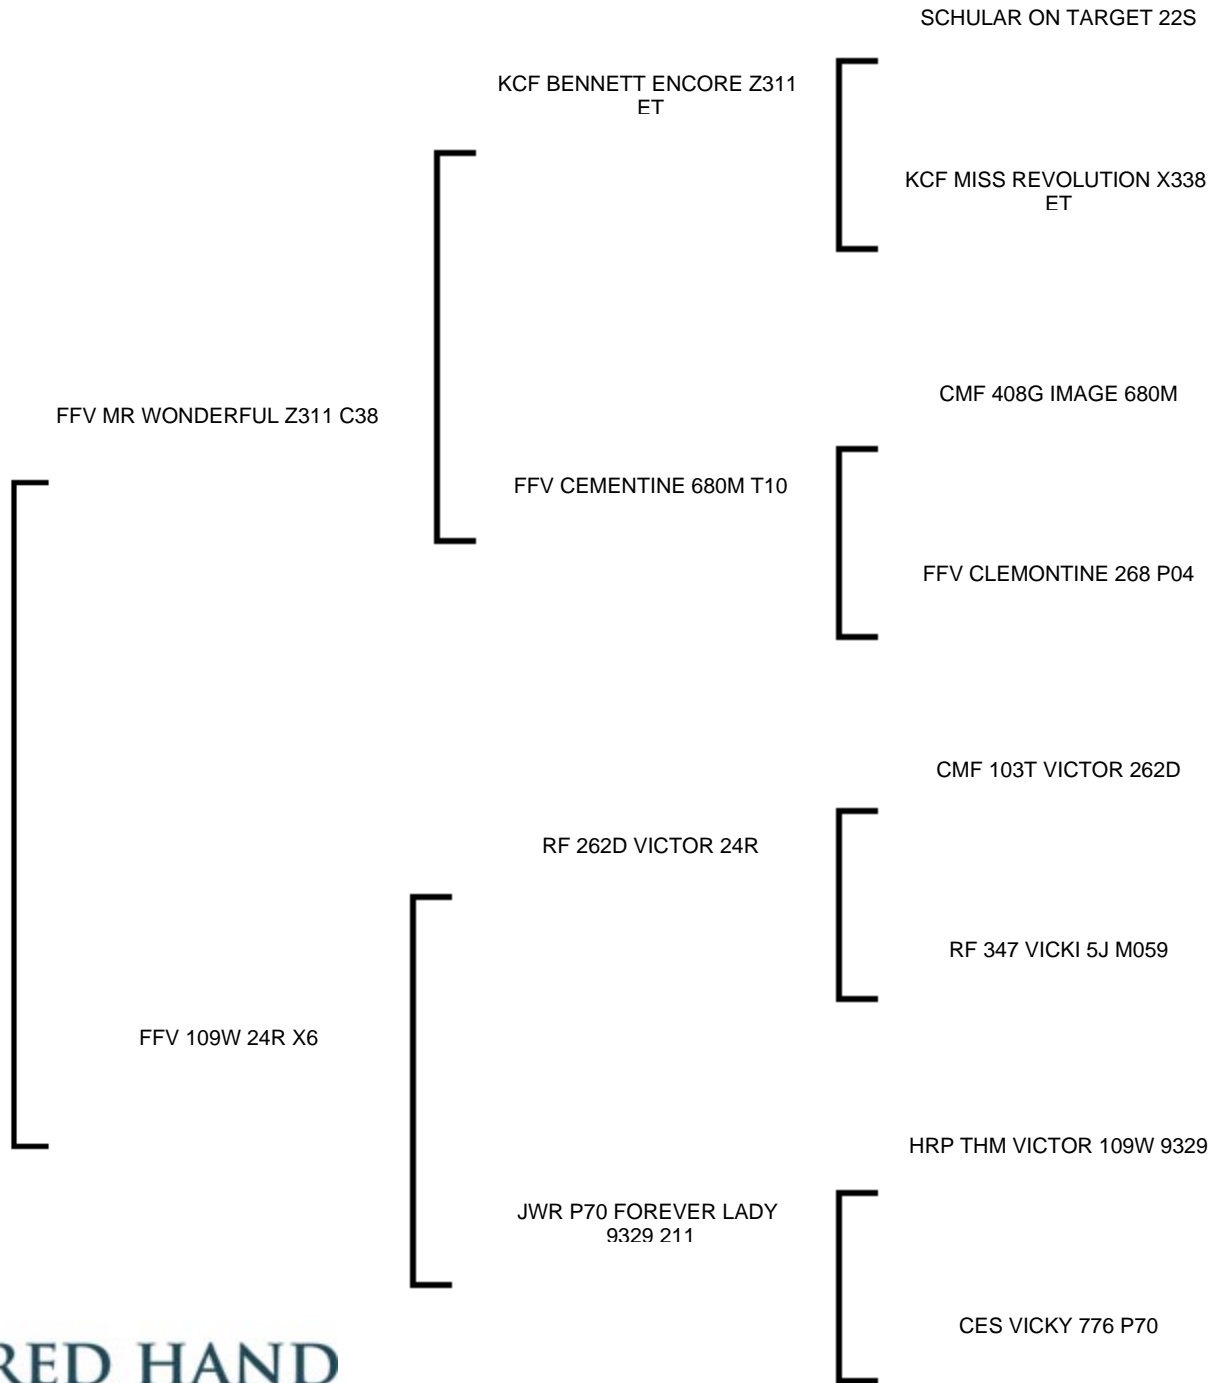 SCHULAR ON TARGET 22S
KCF BENNETT ENCORE Z311
ET
KCF MISS REVOLUTION X338
ET
CMF 408G IMAGE 680M
FFV MR WONDERFUL Z311 C38
FFV CEMENTINE 680M T10
FFV CLEMONTINE 268 P04
CMF 103T VICTOR 262D
RF 262D VICTOR 24R
RF 347 VICKI 5J M059
FFV 109W 24R X6
HRP THM VICTOR 109W 9329
JWR P70 FOREVER LADY
9329 211
CES VICKY 776 P70
RED HAND